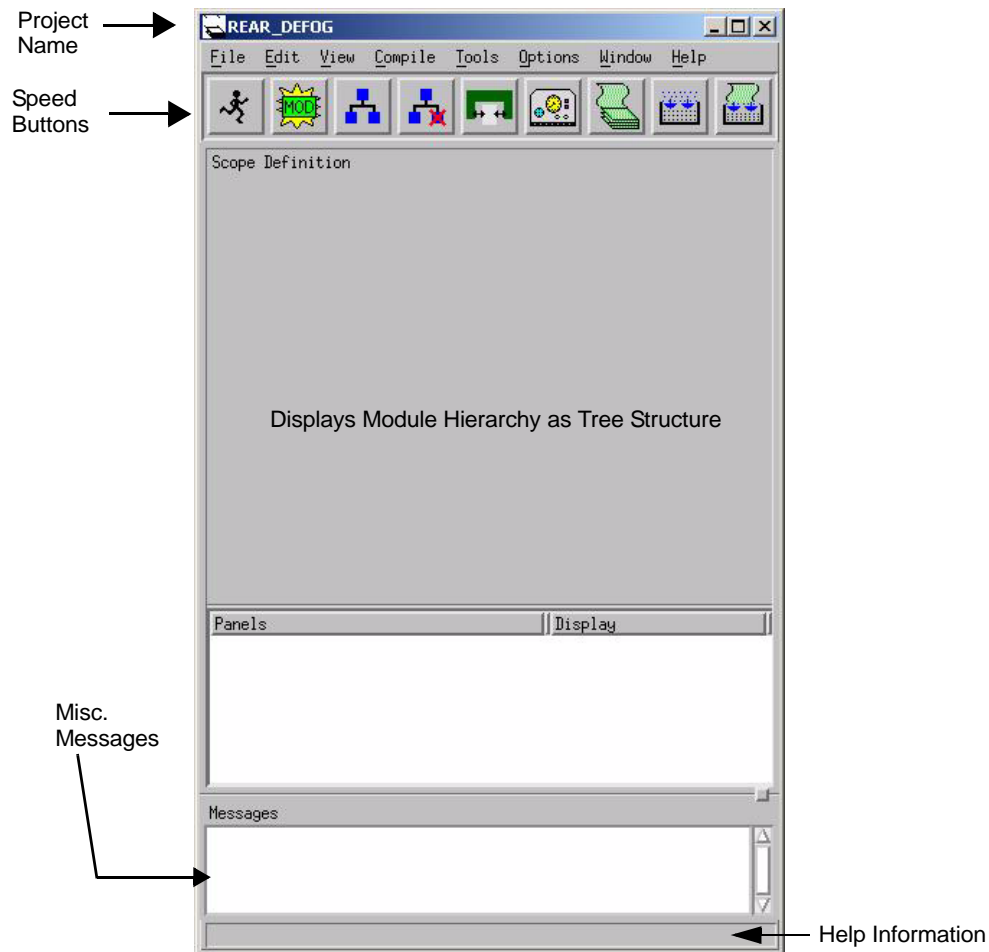 Project
Name
REAR_DEFOG
File Edit View Compile Tools Options Window Help
Speed
Buttons
MOD
Scope Definition
Displays Module Hierarchy as Tree Structure
Panels Display
Misc.
Messages
Messages
Help Information